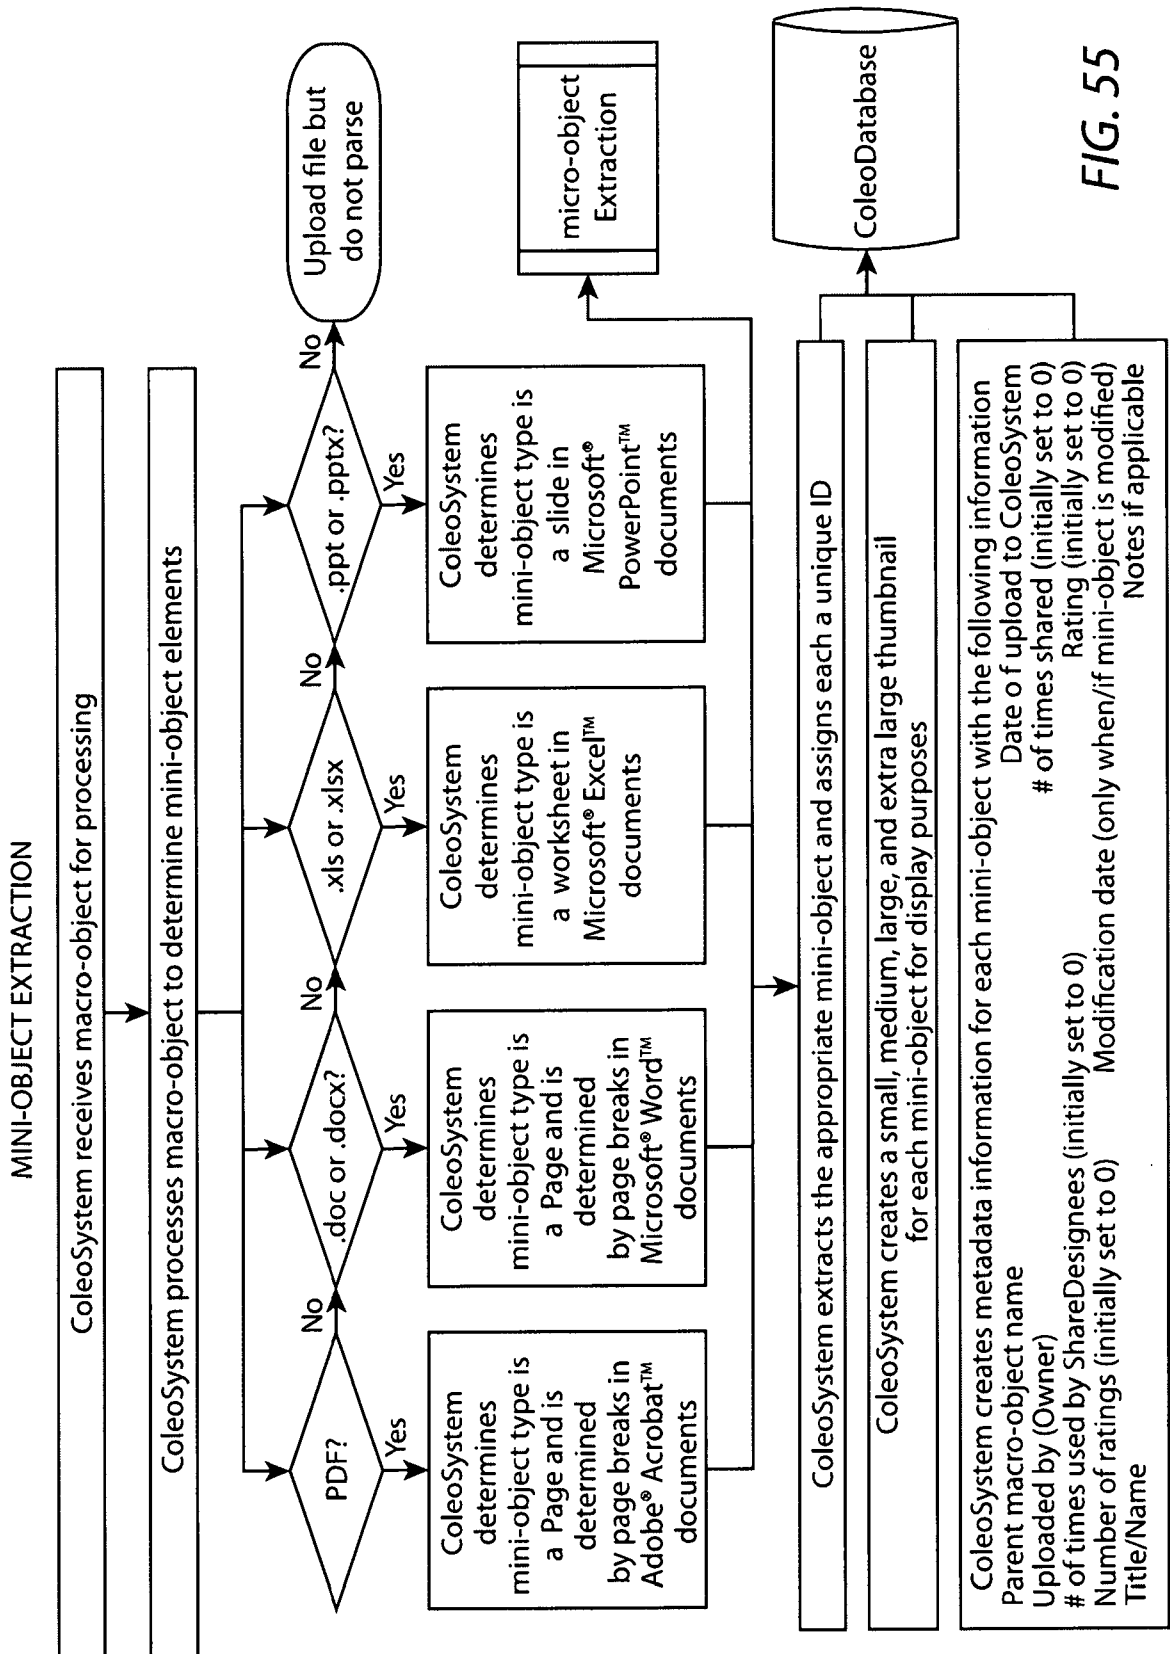 MINI-OBJECT EXTRACTION
ColeoSystem receives macro-object for processing
ColeoSystem processes macro-object to determine mini-object elements
PDF?
No
Yes
.doc or .docx?
No
Yes
.xls or .xlsx
No
Yes
.ppt or .pptx?
No
Yes
Upload file but
do not parse
ColeoSystem
determines
mini-object type is
a Page and is
determined
by page breaks in
Adobe® Acrobat™
documents
ColeoSystem
determines
mini-object type is
a Page and is
determined
by page breaks in
Microsoft® Word™
documents
ColeoSystem
determines
mini-object type is
a worksheet in
Microsoft® Excel™
documents
ColeoSystem
determines
mini-object type is
a slide in
Microsoft®
PowerPoint™
documents
micro-object
Extraction
ColeoSystem extracts the appropriate mini-object and assigns each a unique ID
ColeoSystem creates a small, medium, large, and extra large thumbnail
for each mini-object for display purposes
ColeoSystem creates metadata information for each mini-object with the following information
Parent macro-object name
Date o f upload to ColeoSystem
Uploaded by (Owner)
# of times shared (initially set to 0)
# of times used by ShareDesignees (initially set to 0)
Rating (initially set to 0)
Number of ratings (initially set to 0)
Modification date (only when/if mini-object is modified)
Title/Name
Notes if applicable
ColeoDatabase
FIG. 55